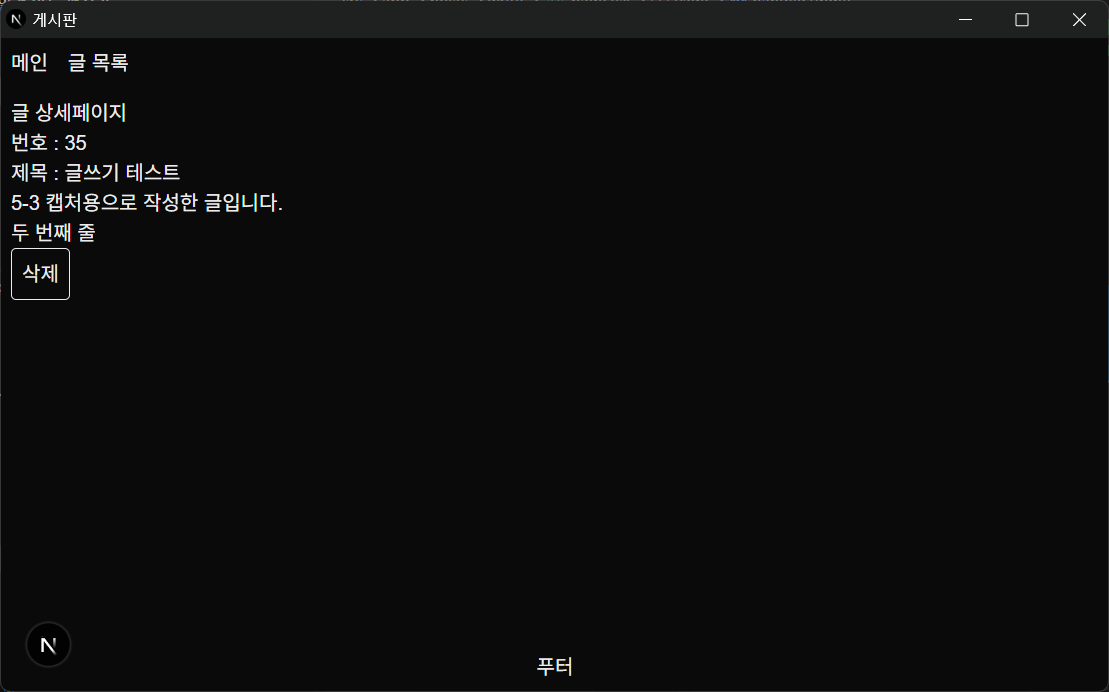 N 게시판
메인 글 목록
글 상세페이지
번호 : 35
제목 : 글쓰기 테스트
5-3 캡처용으로 작성한 글입니다.
두 번째 줄
삭제
N
푸터